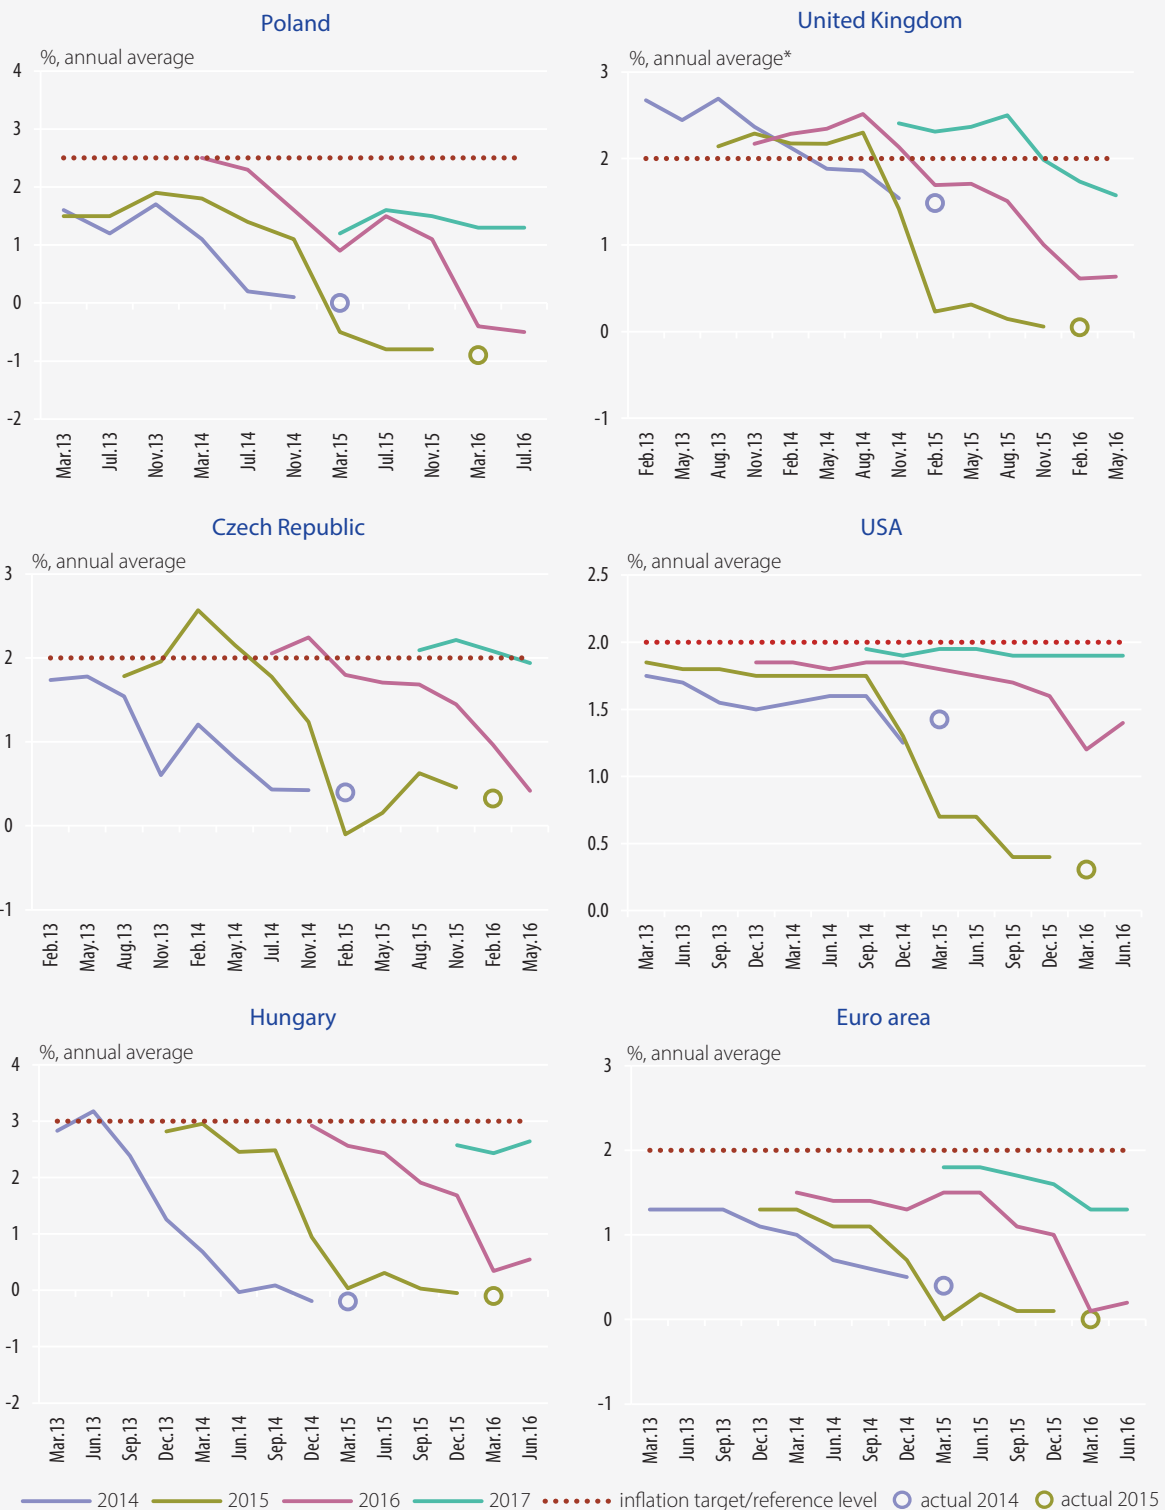 Poland
%, annual average
4
3
2
1
0
-1
-2
Mar.13 Jul.13 Nov.13 Mar.14 Jul.14 Nov.14 Mar.15 Jul.15 Nov.15 Mar.16 Jul.16
United Kingdom
%, annual average*
3
2
1
0
-1
Feb.13 May.13 Aug.13 Nov.13 Feb.14 May.14 Aug.14 Nov.14 Feb.15 May.15 Aug.15 Nov.15 Feb.16 May.16
Czech Republic
%, annual average
3
2
1
0
-1
Feb.13 May.13 Aug.13 Nov.13 Feb.14 May.14 Jul.14 Nov.14 Feb.15 May.15 Aug.15 Nov.15 Feb.16 May.16
USA
%, annual average
2.5
2.0
1.5
1.0
0.5
0.0
Mar.13 Jun.13 Sep.13 Dec.13 Mar.14 Jun.14 Sep.14 Dec.14 Mar.15 Jun.15 Sep.15 Dec.15 Mar.16 Jun.16
Hungary
%, annual average
4
3
2
1
0
-1
-2
Mar.13 Jun.13 Sep.13 Dec.13 Mar.14 Jun.14 Sep.14 Dec.14 Mar.15 Jun.15 Sep.15 Dec.15 Mar.16 Jun.16
Euro area
%, annual average
3
2
1
0
-1
Mar.13 Jun.13 Sep.13 Dec.13 Mar.14 Jun.14 Sep.14 Dec.14 Mar.15 Jun.15 Sep.15 Dec.15 Mar.16 Jun.16
2014 2015 2016 2017 inflation target/reference level actual 2014 actual 2015